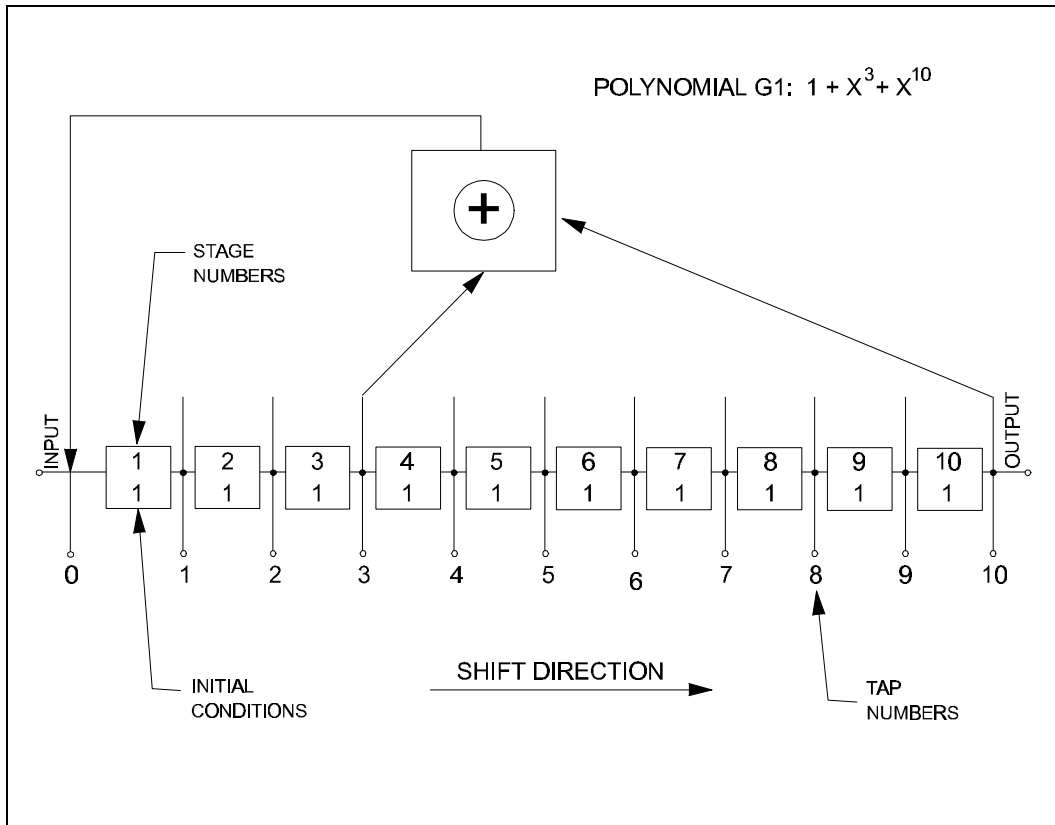 POLYNOMIAL G1: 1 + X³ + X¹⁰
+
STAGE
NUMBERS
INPUT
OUTPUT
1 2 3 4 5 6 7 8 9 10
1 1 1 1 1 1 1 1 1 1
0 1 2 3 4 5 6 7 8 9 10
SHIFT DIRECTION
INITIAL
CONDITIONS
TAP
NUMBERS